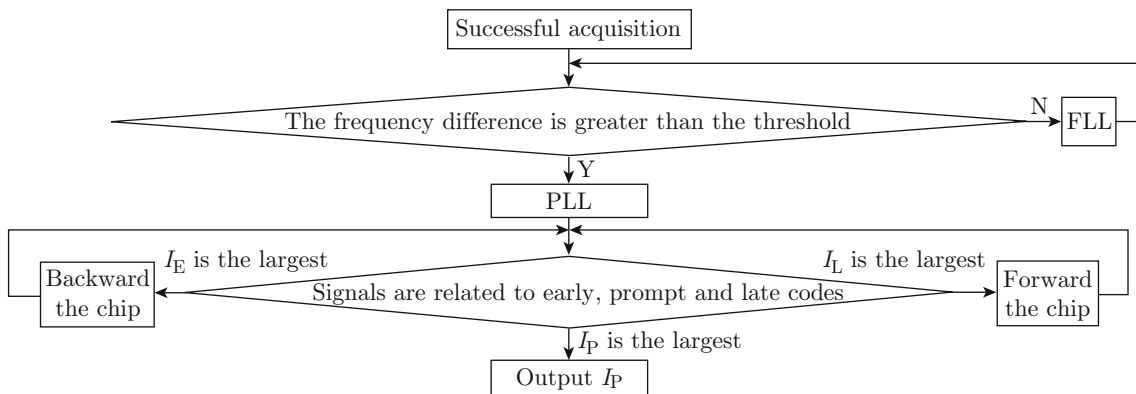 Successful acquisition
The frequency difference is greater than the threshold
N
FLL
Y
PLL
I_E is the largest
I_L is the largest
Backward
the chip
Signals are related to early, prompt and late codes
Forward
the chip
I_P is the largest
Output I_P